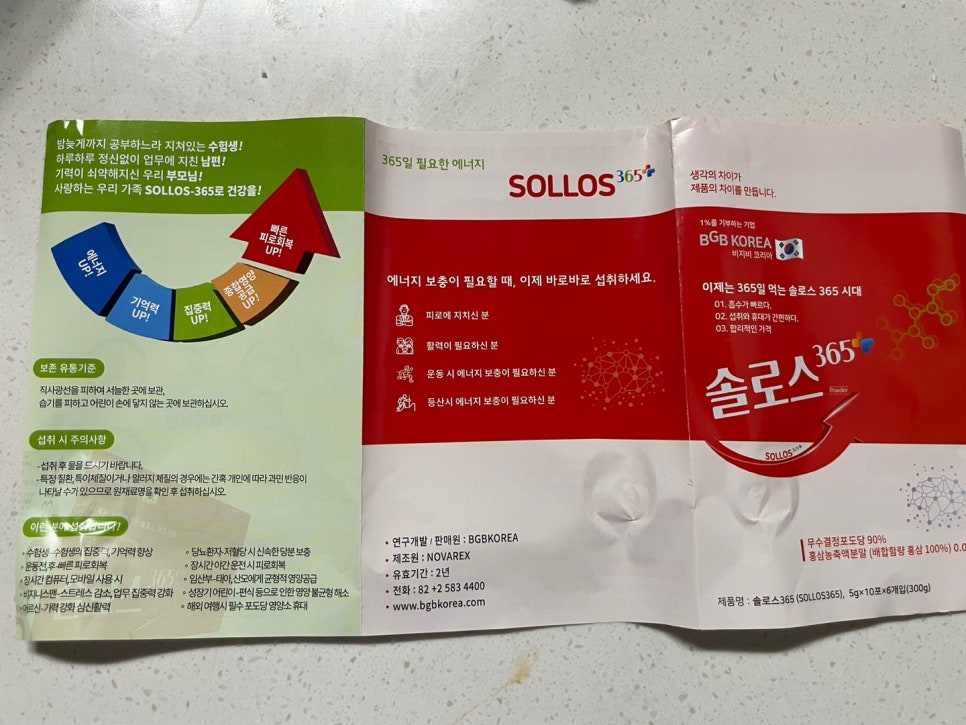 밤늦게까지 공부하느라 지쳐있는 수험생!
하루하루 정신없이 업무에 지친 남편!
기력이 쇠약해지신 우리 부모님!
사랑하는 우리 가족 SOLLOS-365로 건강을!
에너지
UP!
기억력
UP!
집중력
UP!
종합영양
공급UP!
빠른
피로회복
UP!
보존 유통기준
직사광선을 피하여 서늘한 곳에 보관,
습기를 피하고 어린이 손에 닿지 않는 곳에 보관하십시오.
섭취 시 주의사항
- 섭취 후 물을 드시기 바랍니다.
- 특정 질환, 특이체질이거나 알러지 체질의 경우에는 간혹 개인에 따라 과민 반응이
나타날 수가 있으므로 원재료명을 확인 후 섭취하십시오.
이런 분께 섭취합니다!
◦ 수험생-수험생의 집중력, 기억력 향상
◦ 운동전,후-빠른 피로회복
◦ 장시간 컴퓨터, 모바일 사용 시
◦ 비지니스맨-스트레스 감소, 업무 집중력 강화
◦ 어르신-기력 강화 심신활력
◦ 당뇨환자-저혈당 시 신속한 당분 보충
◦ 장시간 야간 운전 시 피로회복
◦ 임산부-태아, 산모에게 균형적 영양공급
◦ 성장기 어린이-편식 등으로 인한 영양 불균형 해소
◦ 해외 여행시 필수 포도당 영양소 휴대
365일 필요한 에너지
SOLLOS365
에너지 보충이 필요할 때, 이제 바로바로 섭취하세요.
피로에 지치신 분
활력이 필요하신 분
운동 시 에너지 보충이 필요하신 분
등산시 에너지 보충이 필요하신 분
• 연구개발 / 판매원 : BGBKOREA
• 제조원 : NOVAREX
• 유효기간 : 2년
• 전화 : 82 +2 583 4400
• www.bgbkorea.com
생각의 차이가
제품의 차이를 만듭니다.
1%를 기부하는 기업
BGB KOREA
비지비 코리아
이제는 365일 먹는 솔로스 365 시대
01. 흡수가 빠르다.
02. 섭취와 휴대가 간편하다.
03. 합리적인 가격
솔로스365
Powder
SOLLOS365
무수결정포도당 90%
홍삼농축액분말 (배합함량 홍삼 100%) 0.0
제품명 : 솔로스365 (SOLLOS365), 5g×10포×6개입(300g)